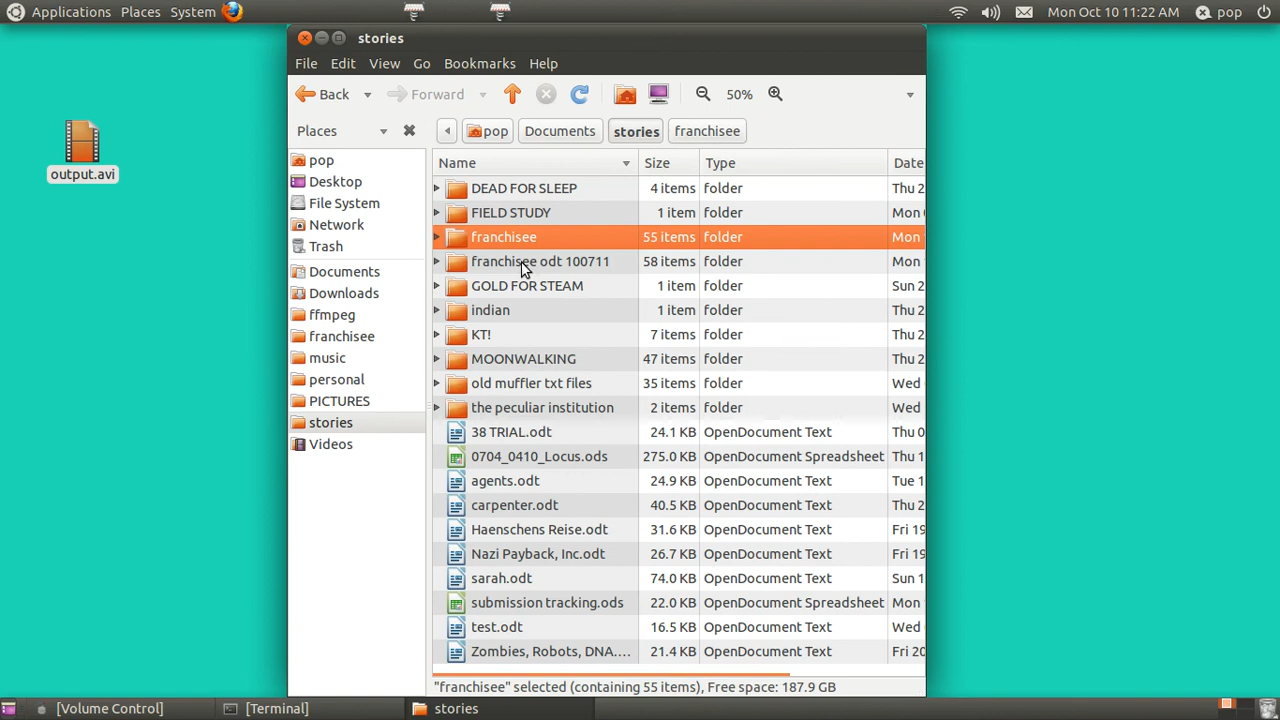 Applications Places System Mon Oct 10 11:22 AM pop
stories
File Edit View Go Bookmarks Help
Back Forward 50%
Places pop Documents stories franchisee
Name Size Type Date
pop
Desktop
File System
Network
Trash
Documents
Downloads
ffmpeg
franchisee
music
personal
PICTURES
stories
Videos
DEAD FOR SLEEP 4 items folder Thu 2
FIELD STUDY 1 item folder Mon
franchisee 55 items folder Mon
franchisee odt 100711 58 items folder Mon
GOLD FOR STEAM 1 item folder Sun 2
indian 1 item folder Thu 2
KT! 7 items folder Thu 2
MOONWALKING 47 items folder Thu 2
old muffler txt files 35 items folder Wed
the peculiar institution 2 items folder Wed
38 TRIAL.odt 24.1 KB OpenDocument Text Thu 0
0704_0410_Locus.ods 275.0 KB OpenDocument Spreadsheet Thu 1
agents.odt 24.9 KB OpenDocument Text Tue 1
carpenter.odt 40.5 KB OpenDocument Text Thu 2
Haenschens Reise.odt 31.6 KB OpenDocument Text Fri 19
Nazi Payback, Inc.odt 26.7 KB OpenDocument Text Fri 19
sarah.odt 74.0 KB OpenDocument Text Sun 1
submission tracking.ods 22.0 KB OpenDocument Spreadsheet Mon
test.odt 16.5 KB OpenDocument Text Wed
Zombies, Robots, DNA.... 21.4 KB OpenDocument Text Fri 20
"franchisee" selected (containing 55 items), Free space: 187.9 GB
output.avi
[Volume Control] [Terminal] stories